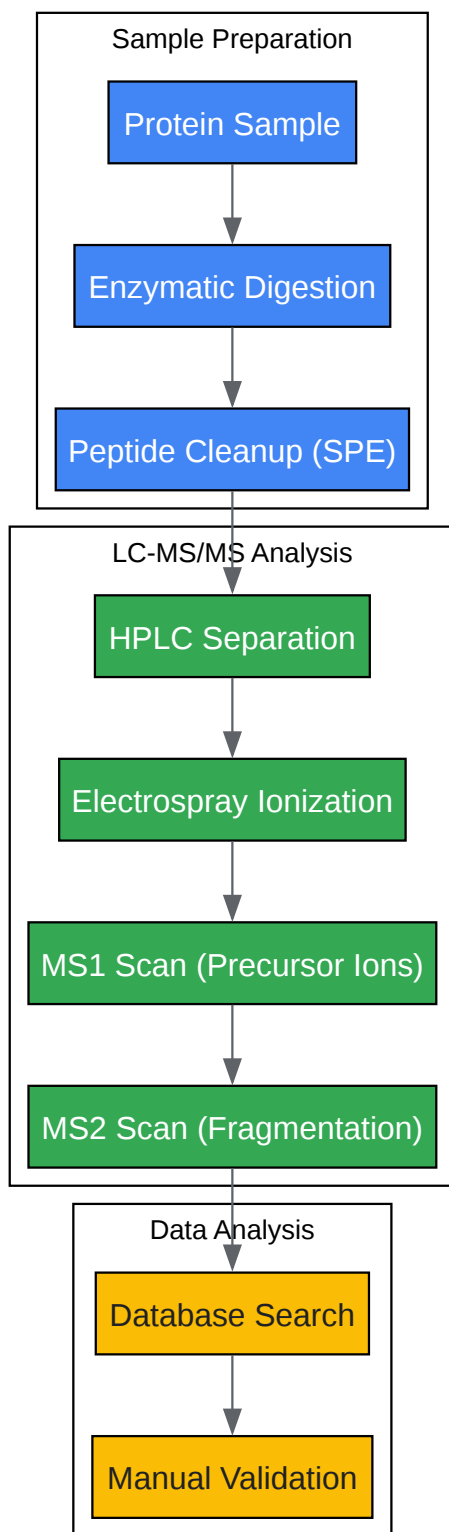 Sample Preparation
Protein Sample
Enzymatic Digestion
Peptide Cleanup (SPE)
LC-MS/MS Analysis
HPLC Separation
Electrospray Ionization
MS1 Scan (Precursor Ions)
MS2 Scan (Fragmentation)
Data Analysis
Database Search
Manual Validation